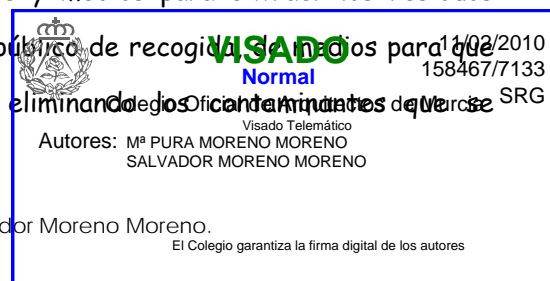 público de recogida de medios para que
VISADO
11/02/2010
Normal
158467/7133
eliminando los contaminantes que se
Colegio Oficial de Arquitectos de Murcia
SRG
Visado Telemático
Autores: Mª PURA MORENO MORENO
SALVADOR MORENO MORENO
dor Moreno Moreno.
El Colegio garantiza la firma digital de los autores